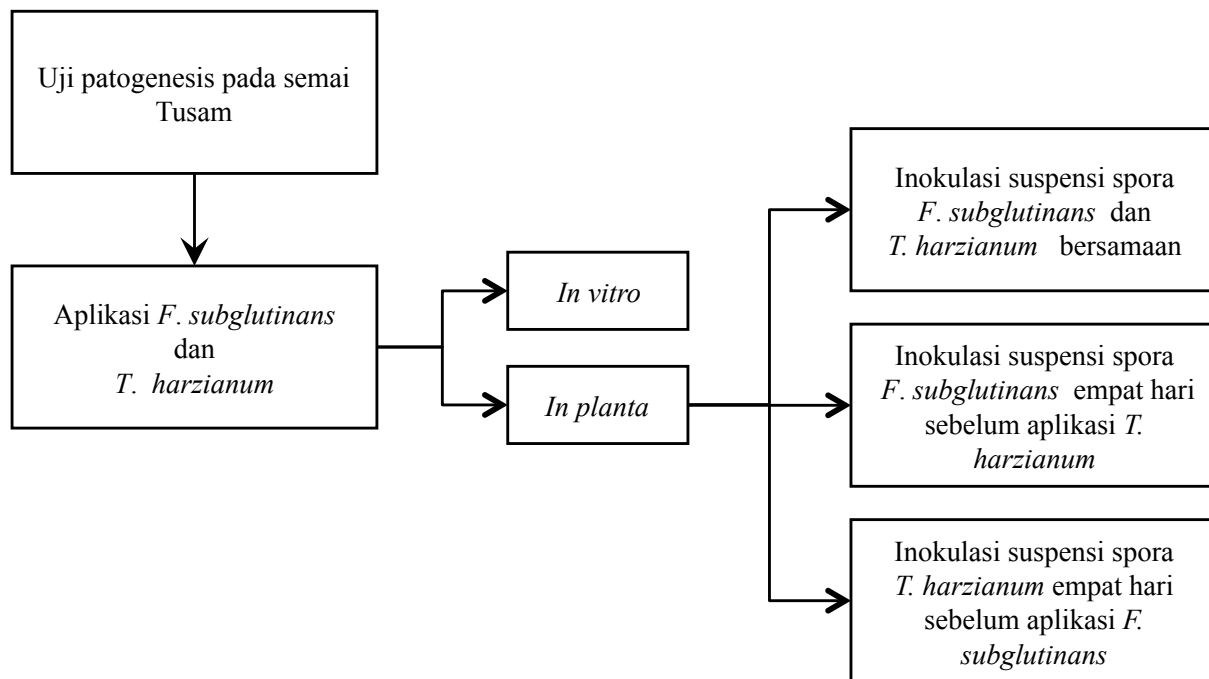 Uji patogenesis pada semai
Tusam
Aplikasi F. subglutinans
dan
T. harzianum
In vitro
In planta
Inokulasi suspensi spora
F. subglutinans dan
T. harzianum bersamaan
Inokulasi suspensi spora
F. subglutinans empat hari
sebelum aplikasi T.
harzianum
Inokulasi suspensi spora
T. harzianum empat hari
sebelum aplikasi F.
subglutinans